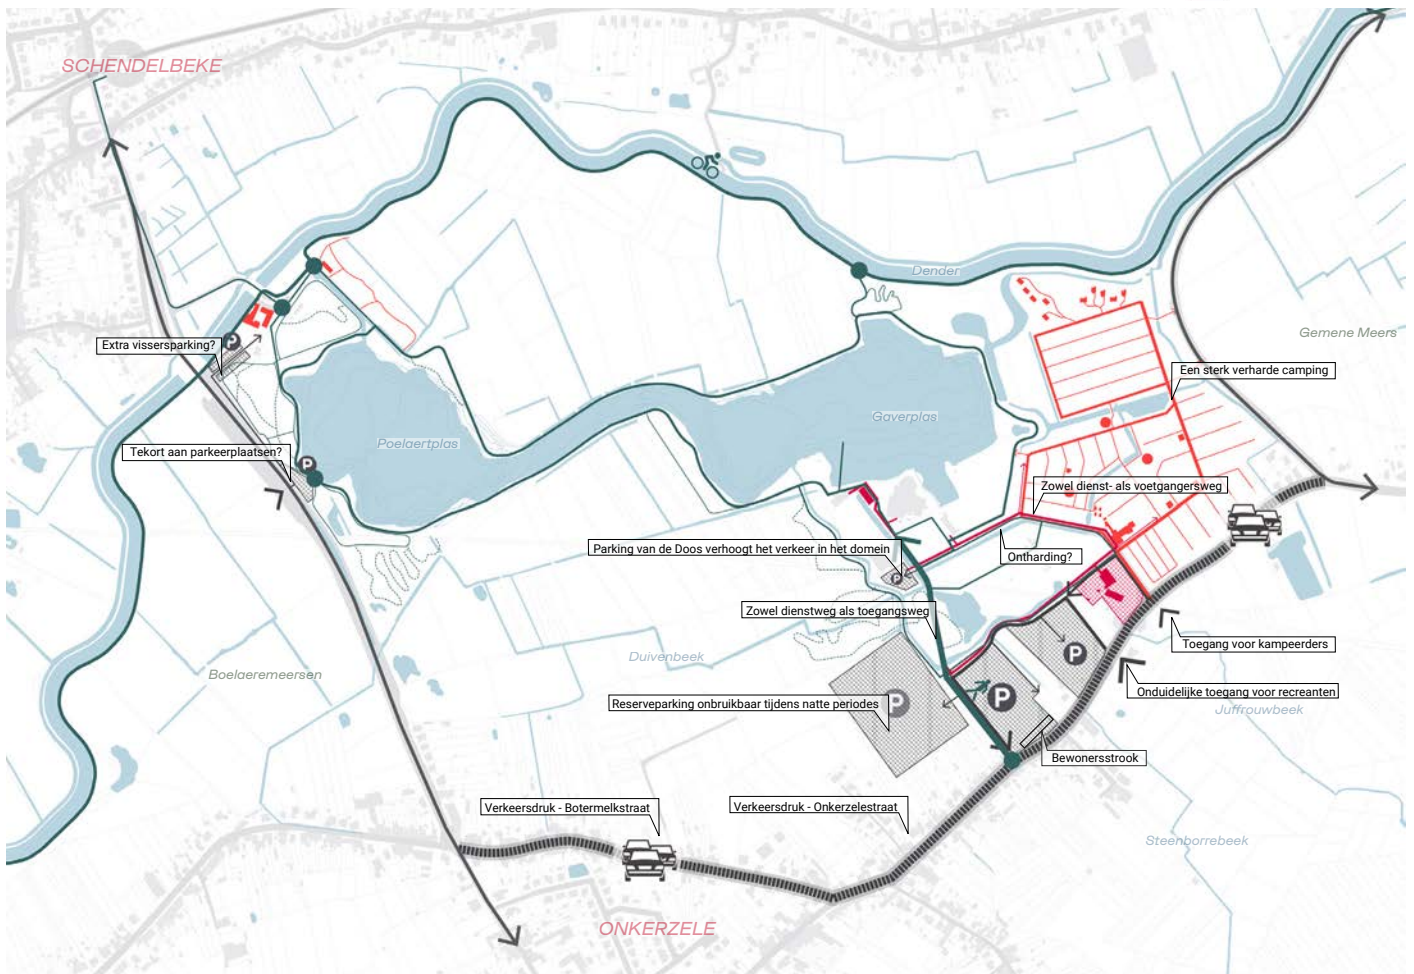 SCHENDELBEKE
Dender
Gemene Meers
Extra vissersparking?
P
Een sterk verharde camping
Gaverplas
Poelaertplas
Tekort aan parkeerplaatsen?
P
Zowel dienst- als voetgangersweg
Parking van de Doos verhoogt het verkeer in het domein
Ontharding?
P
Zowel dienstweg als toegangsweg
Toegang voor kampeerders
Duivenbeek
P
Boelaeremeersen
Onduidelijke toegang voor recreanten
Reserveparking onbruikbaar tijdens natte periodes
P
P
Juffrouwbeek
Bewonersstrook
Verkeersdruk - Botermelkstraat
Verkeersdruk - Onkerzelestraat
Steenborrebeek
ONKERZELE